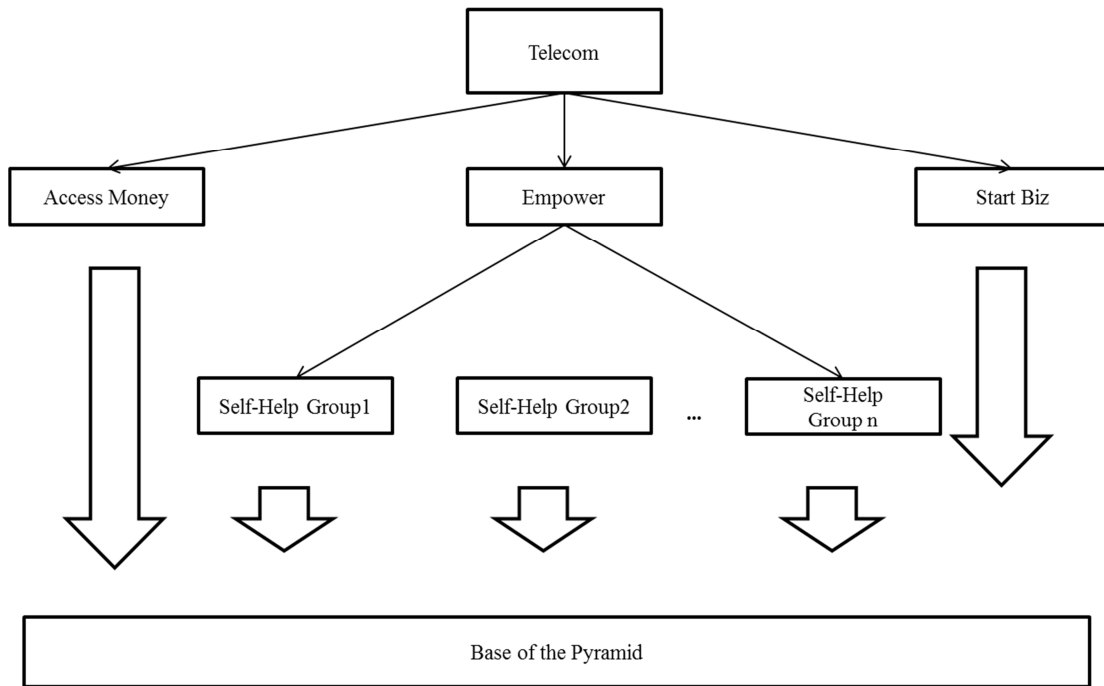 Telecom
Access Money
Empower
Start Biz
Self-Help Group1
Self-Help Group2
...
Self-Help
Group n
Base of the Pyramid